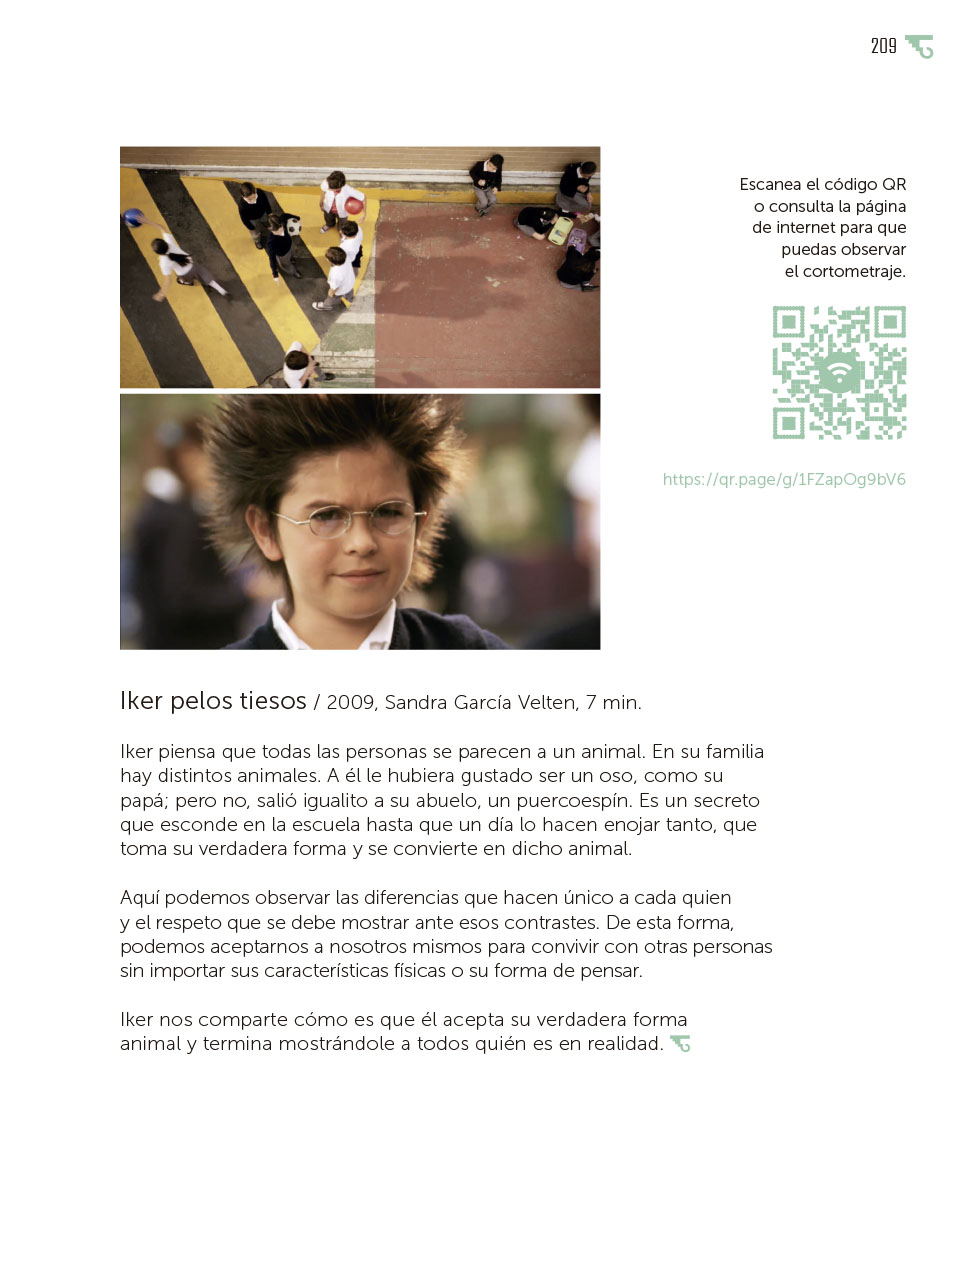 209
Escanea el código QR
o consulta la página
de internet para que
puedas observar
el cortometraje.
https://qr.page/g/1FZapOg9bV6
Iker pelos tiesos / 2009, Sandra García Velten, 7 min.
Iker piensa que todas las personas se parecen a un animal. En su familia
hay distintos animales. A él le hubiera gustado ser un oso, como su
papá; pero no, salió igualito a su abuelo, un puercoespín. Es un secreto
que esconde en la escuela hasta que un día lo hacen enojar tanto, que
toma su verdadera forma y se convierte en dicho animal.
Aquí podemos observar las diferencias que hacen único a cada quien
y el respeto que se debe mostrar ante esos contrastes. De esta forma,
podemos aceptarnos a nosotros mismos para convivir con otras personas
sin importar sus características físicas o su forma de pensar.
Iker nos comparte cómo es que él acepta su verdadera forma
animal y termina mostrándole a todos quién es en realidad.